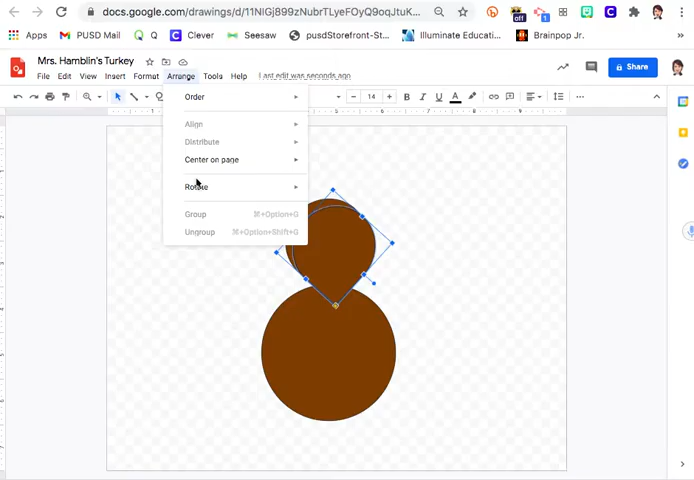 docs.google.com/drawings/d/11NIGj899zNubrTLyeFOyQ9oqJtuK...
off
1
Apps
PUSD Mail
Q
Clever
Seesaw
pusdStorefront-St...
Illuminate Educati...
Brainpop Jr.
Mrs. Hamblin's Turkey
File Edit View Insert Format Arrange Tools Help Last edit was seconds ago
Share
14
B I U A
Order
Align
Distribute
Center on page
Rotate
Group ⌘+Option+G
Ungroup ⌘+Option+Shift+G